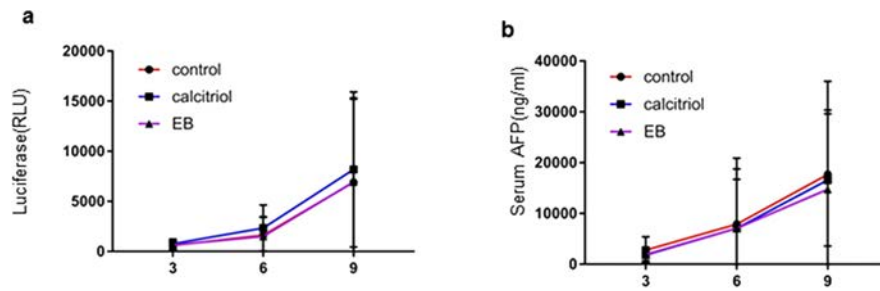 a
Luciferase(RLU)
20000
15000
10000
5000
0
control
calcitriol
EB
3 6 9
b
Serum AFP(ng/ml)
40000
30000
20000
10000
0
control
calcitriol
EB
3 6 9